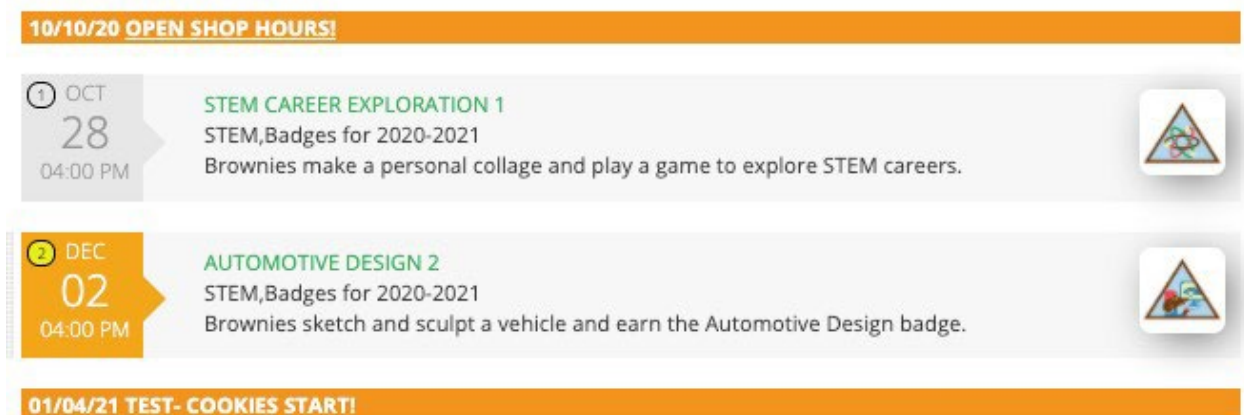 10/10/20 OPEN SHOP HOURS!
1 OCT
28
04:00 PM
STEM CAREER EXPLORATION 1
STEM,Badges for 2020-2021
Brownies make a personal collage and play a game to explore STEM careers.
2 DEC
02
04:00 PM
AUTOMOTIVE DESIGN 2
STEM,Badges for 2020-2021
Brownies sketch and sculpt a vehicle and earn the Automotive Design badge.
01/04/21 TEST- COOKIES START!